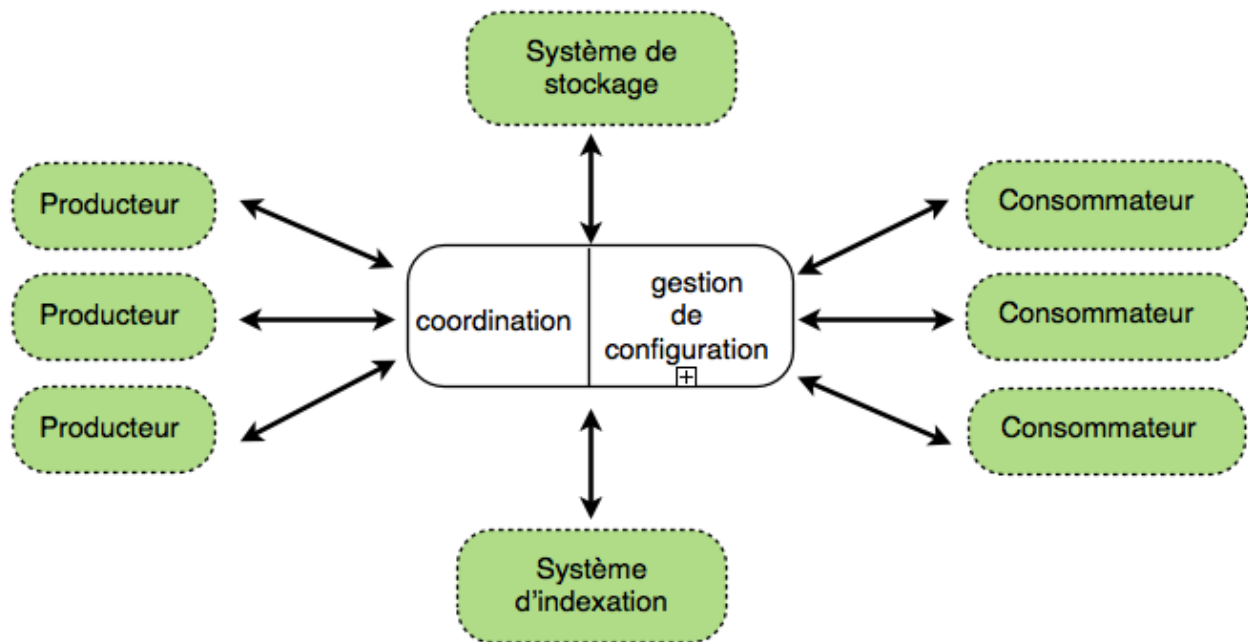 Système de
stockage
Producteur
Producteur
Producteur
coordination
gestion
de
configuration
Consommateur
Consommateur
Consommateur
Système
d'indexation